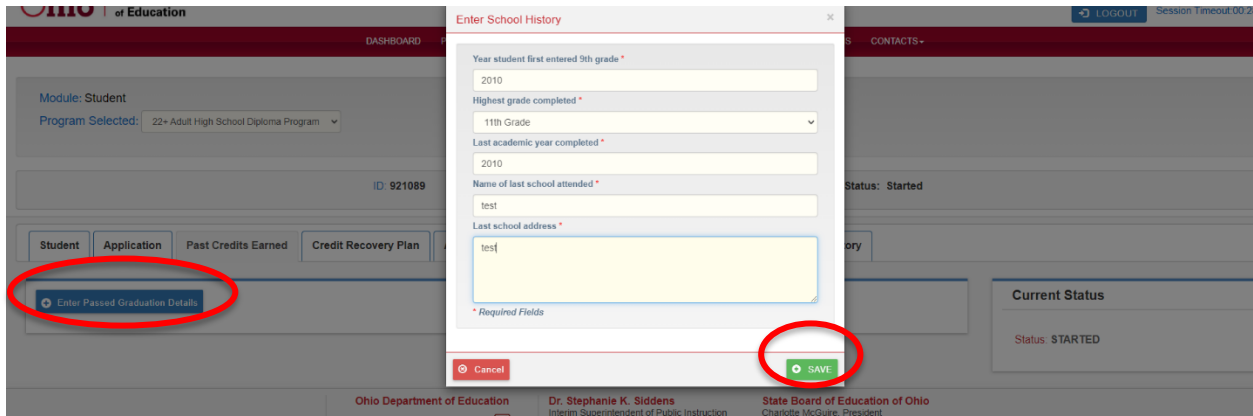 Ohio of Education
Enter School History ×
LOGOUT Session Timeout:00:2
DASHBOARD P S CONTACTS
Year student first entered 9th grade *
2010
Module: Student
Highest grade completed *
Program Selected: 22+ Adult High School Diploma Program
11th Grade
Last academic year completed *
2010
ID: 921089
Name of last school attended *
Status: Started
test
Last school address *
Student Application Past Credits Earned Credit Recovery Plan A ory
test
Enter Passed Graduation Details
Current Status
* Required Fields
Status: STARTED
Cancel SAVE
Ohio Department of Education Dr. Stephanie K. Siddens State Board of Education of Ohio
Interim Superintendent of Public Instruction Charlotte McGuire, President